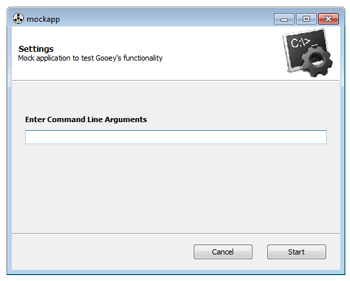 mockapp
Settings
Mock application to test Gooey's functionality
C:\>
Enter Command Line Arguments
Cancel
Start